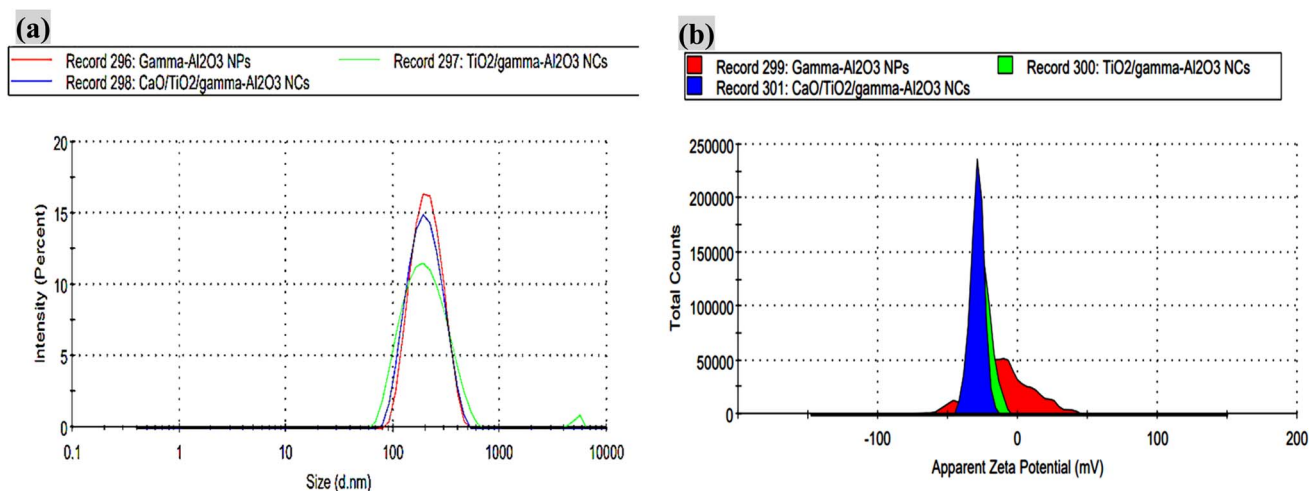 (a)
Record 296: Gamma-Al2O3 NPs
Record 297: TiO2/gamma-Al2O3 NCs
Record 298: CaO/TiO2/gamma-Al2O3 NCs
20
15
10
5
0
Intensity (Percent)
0.1 1 10 100 1000 10000
Size (d.nm)
(b)
Record 299: Gamma-Al2O3 NPs
Record 300: TiO2/gamma-Al2O3 NCs
Record 301: CaO/TiO2/gamma-Al2O3 NCs
250000
200000
150000
100000
50000
0
Total Counts
-100 0 100 200
Apparent Zeta Potential (mV)